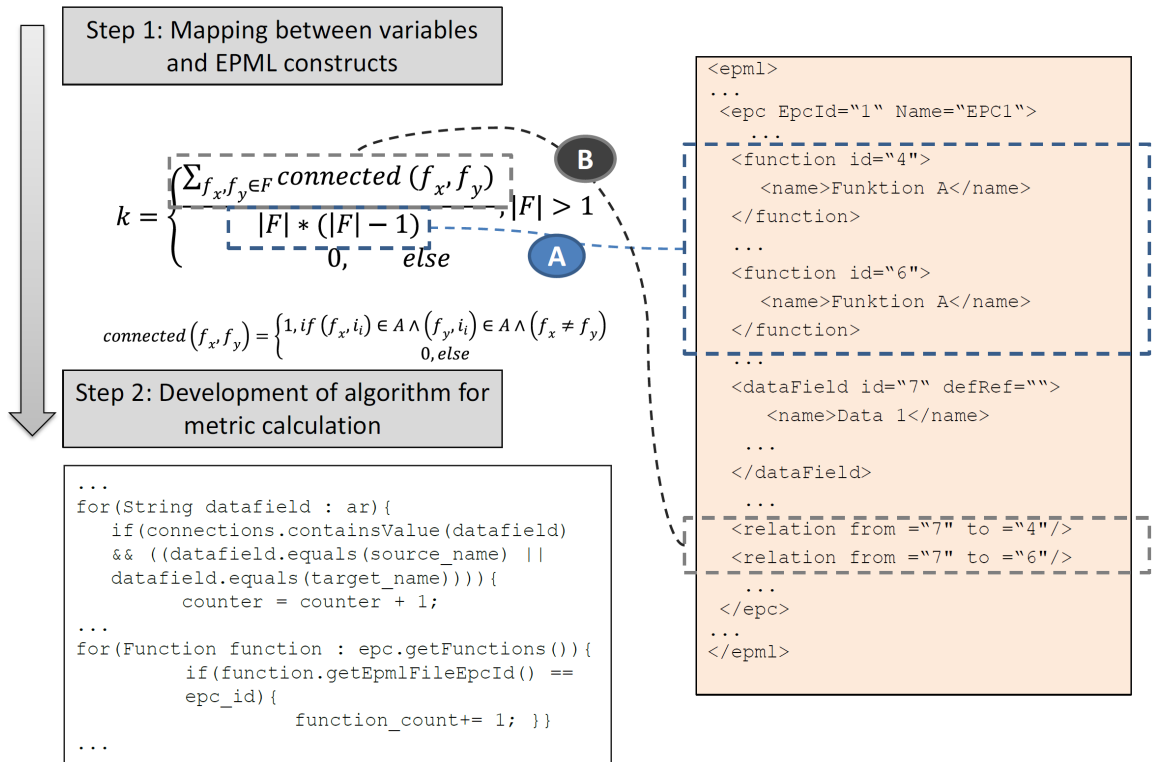 Step 1: Mapping between variables
and EPML constructs
B
∑_{f_x,f_y∈F} connected (f_x, f_y)
k = {
, |F| > 1
|F| ∗ (|F| − 1)
A
0, else
connected (f_x, f_y) = { 1, if (f_x, i_i) ∈ A ∧ (f_y, i_i) ∈ A ∧ (f_x ≠ f_y)
0, else
Step 2: Development of algorithm for
metric calculation
...
for(String datafield : ar){
if(connections.containsValue(datafield)
&& ((datafield.equals(source_name) ||
datafield.equals(target_name)))){
counter = counter + 1;
...
for(Function function : epc.getFunctions()){
if(function.getEpmlFileEpcId() ==
epc_id){
function_count+= 1; }}
...
<epml>
...
<epc EpcId=“1“ Name=“EPC1“>
...
<function id=“4">
<name>Funktion A</name>
</function>
...
<function id=“6">
<name>Funktion A</name>
</function>
...
<dataField id=“7“ defRef=““>
<name>Data 1</name>
...
</dataField>
...
<relation from =“7" to =“4"/>
<relation from =“7" to =“6"/>
...
</epc>
...
</epml>